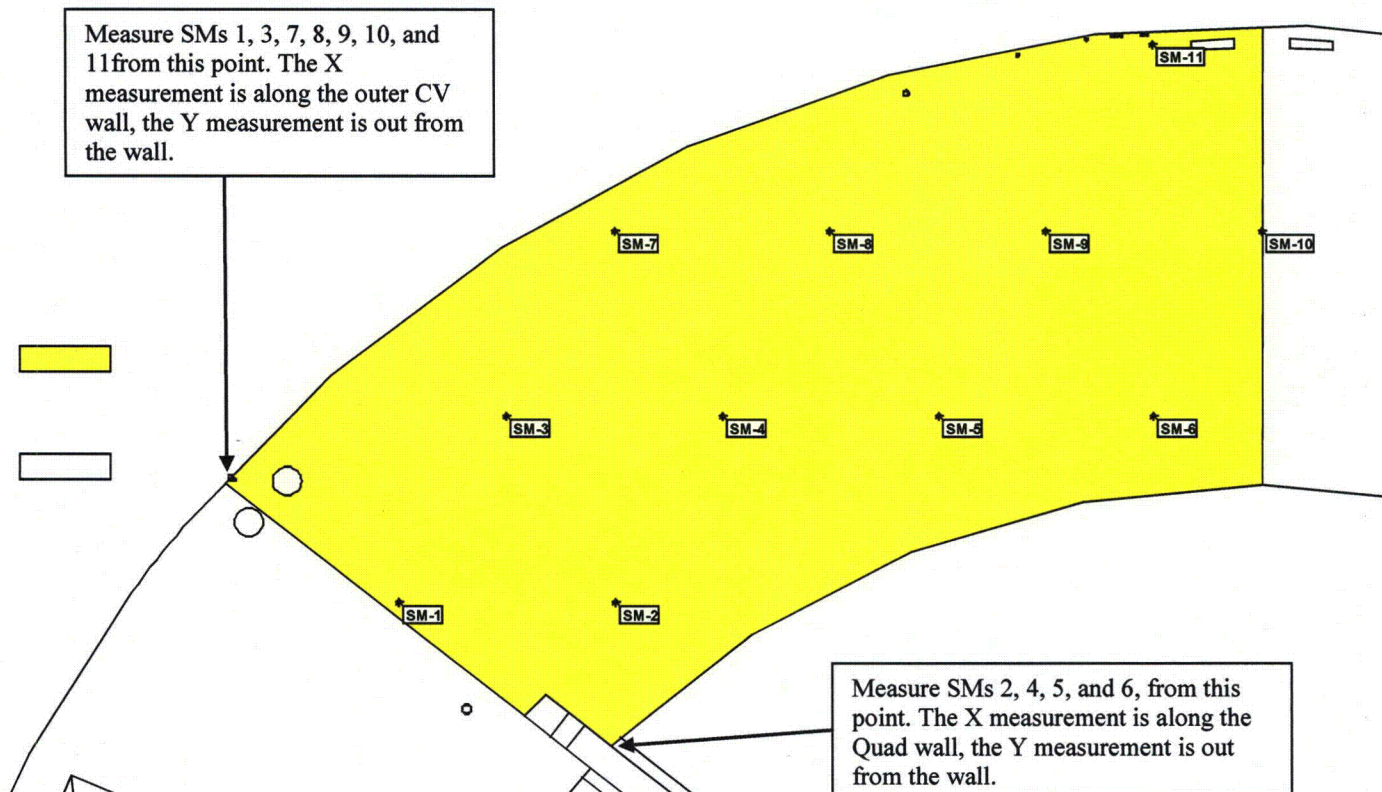 Measure SMs 1, 3, 7, 8, 9, 10, and
11from this point. The X
measurement is along the outer CV
wall, the Y measurement is out from
the wall.
SM-11
SM-7
SM-8
SM-9
SM-10
SM-3
SM-4
SM-5
SM-6
SM-1
SM-2
Measure SMs 2, 4, 5, and 6, from this
point. The X measurement is along the
Quad wall, the Y measurement is out
from the wall.